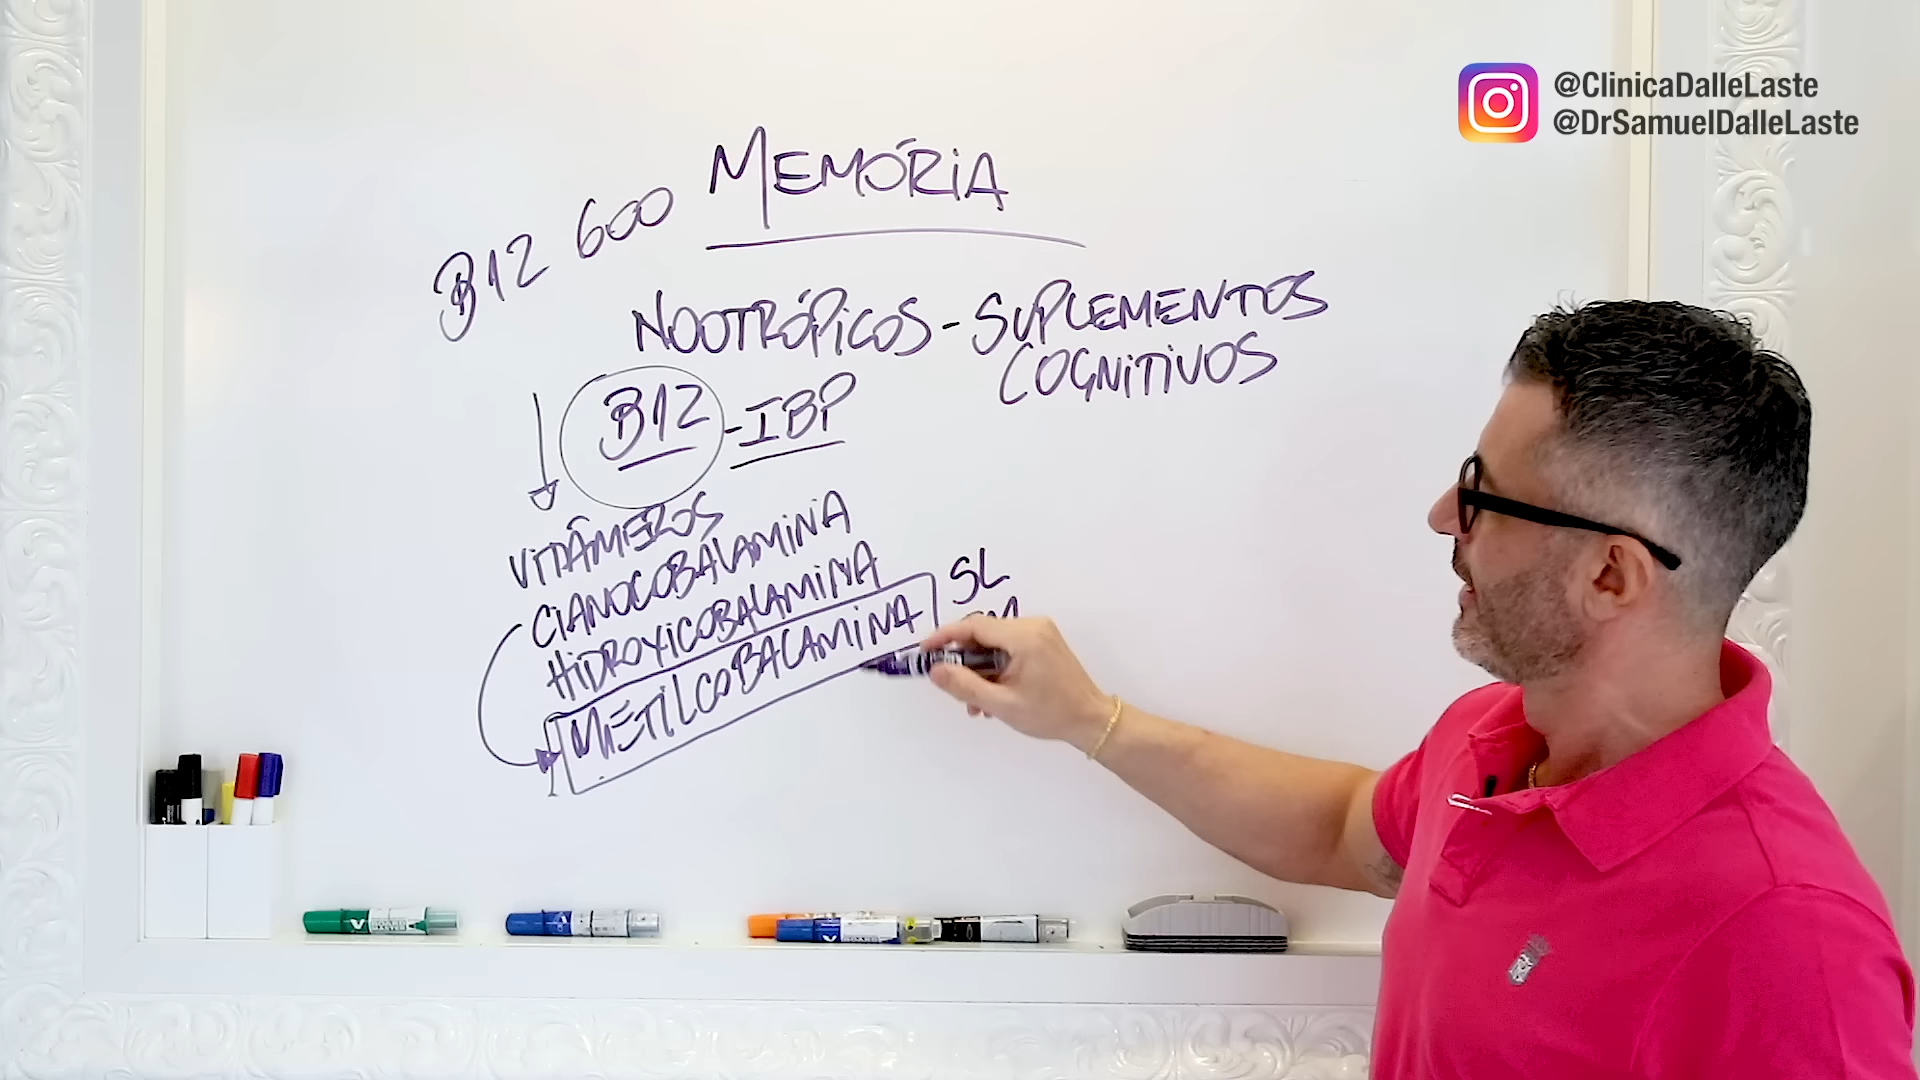 @ClinicaDalleLaste
@DrSamuelDalleLaste
MEMÓRIA
B12 600
NOOTRÓPICOS - SUPLEMENTOS
COGNITIVOS
B12 - IBP
VITÂMEROS
CIANOCOBALAMINA
HIDROXICOBALAMINA
METILCOBALAMINA
SL